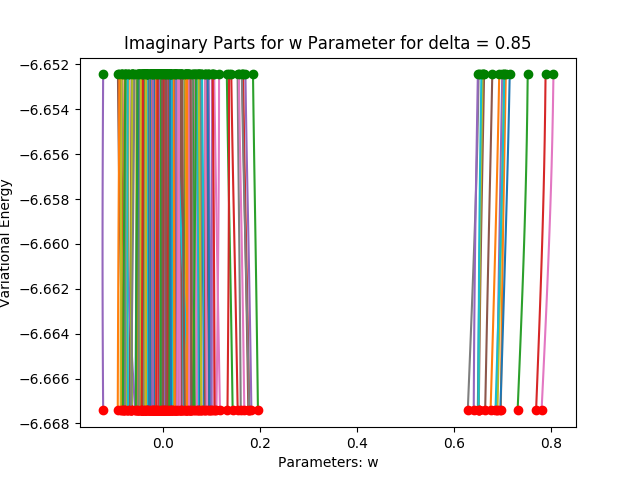 Imaginary Parts for w Parameter for delta = 0.85
−6.652
−6.654
−6.656
−6.658
−6.660
−6.662
−6.664
−6.666
−6.668
Variational Energy
0.0 0.2 0.4 0.6 0.8
Parameters: w